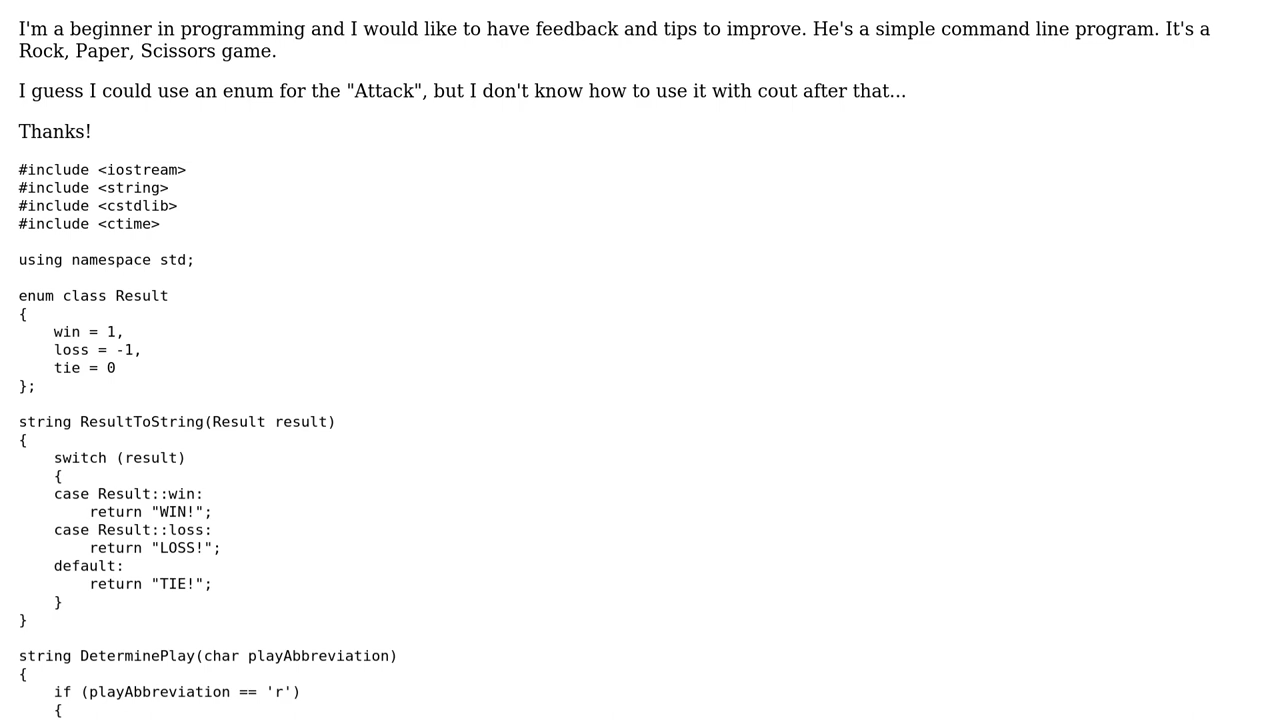 I'm a beginner in programming and I would like to have feedback and tips to improve. He's a simple command line program. It's a
Rock, Paper, Scissors game.
I guess I could use an enum for the "Attack", but I don't know how to use it with cout after that...
Thanks!
#include <iostream>
#include <string>
#include <cstdlib>
#include <ctime>
using namespace std;
enum class Result
{
    win = 1,
    loss = -1,
    tie = 0
};
string ResultToString(Result result)
{
    switch (result)
    {
    case Result::win:
        return "WIN!";
    case Result::loss:
        return "LOSS!";
    default:
        return "TIE!";
    }
}
string DeterminePlay(char playAbbreviation)
{
    if (playAbbreviation == 'r')
    {